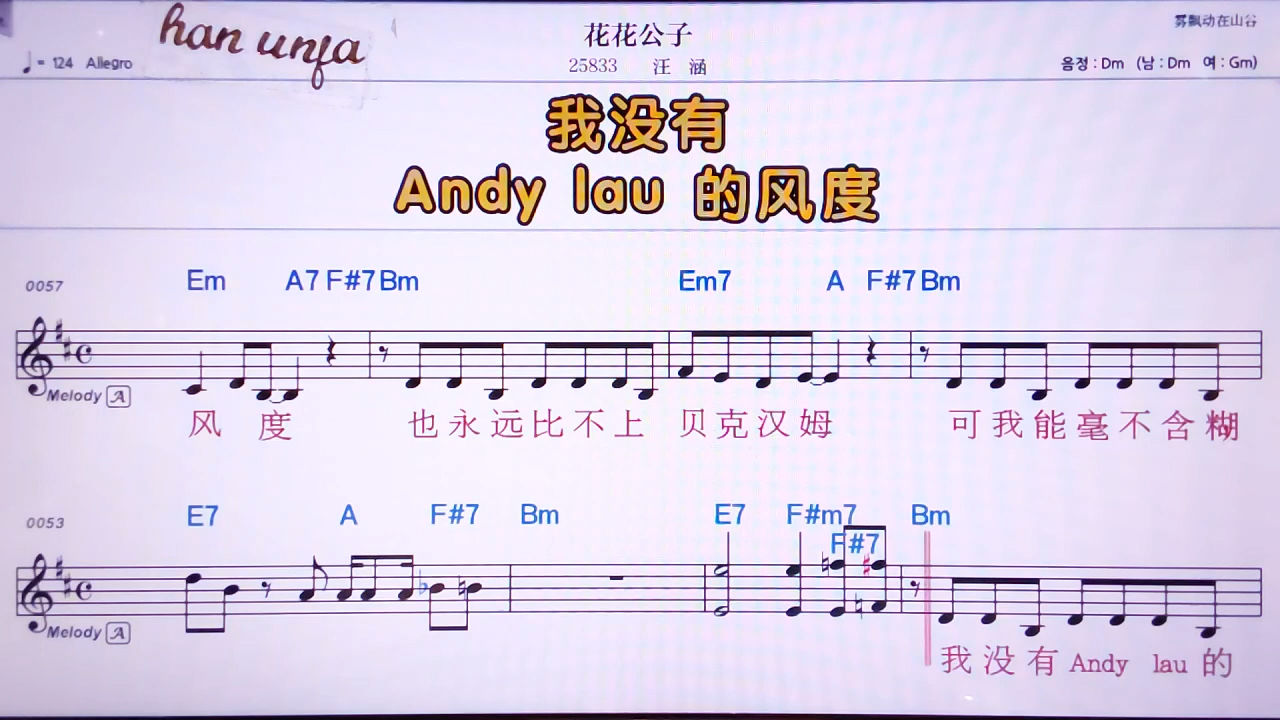 han unfa
花花公子
雾飘动在山谷
♩= 124 Allegro
25833 汪 涵
음정 : Dm (남 : Dm 여 : Gm)
我没有
Andy lau 的风度
0057 Em A7 F#7 Bm Em7 A F#7 Bm
Melody A
风 度 也永远比不上 贝克汉姆 可我能毫不含糊
0053 E7 A F#7 Bm E7 F#m7 Bm
F#7
Melody A
我没有 Andy lau 的